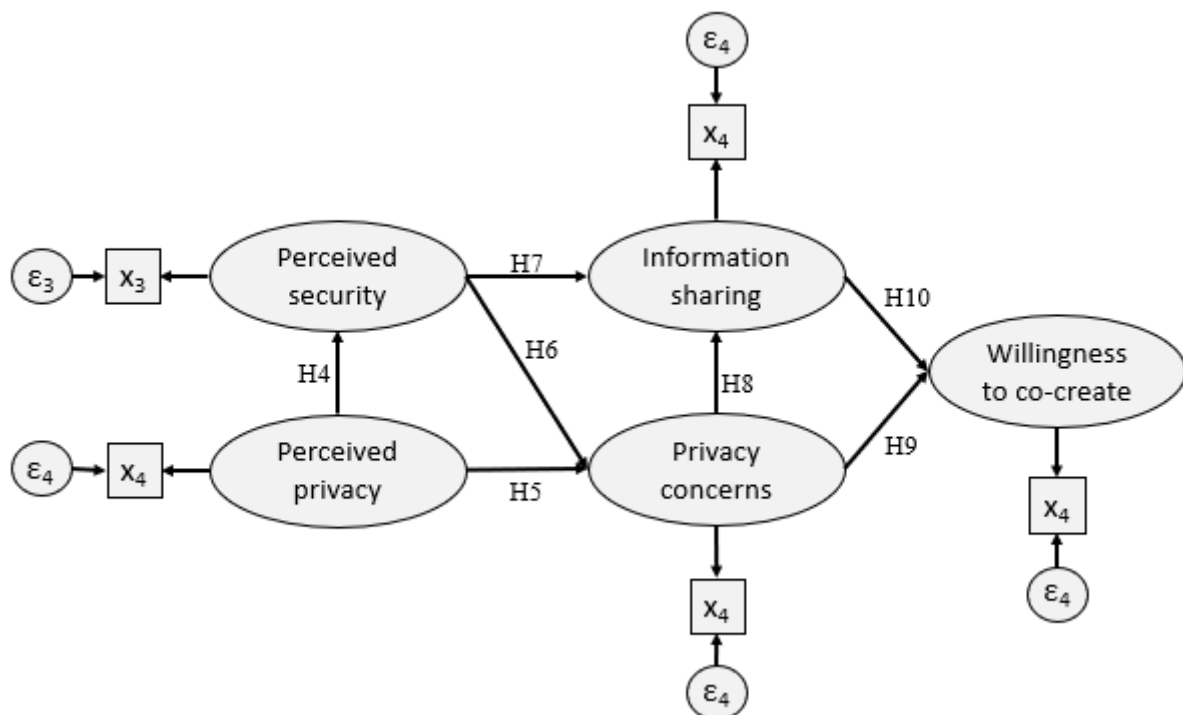 ε4
x4
Perceived
security
Information
sharing
H7
ε3
x3
H10
H6
Willingness
to co-create
H4
H8
Perceived
privacy
Privacy
concerns
H9
ε4
x4
H5
x4
x4
ε4
ε4